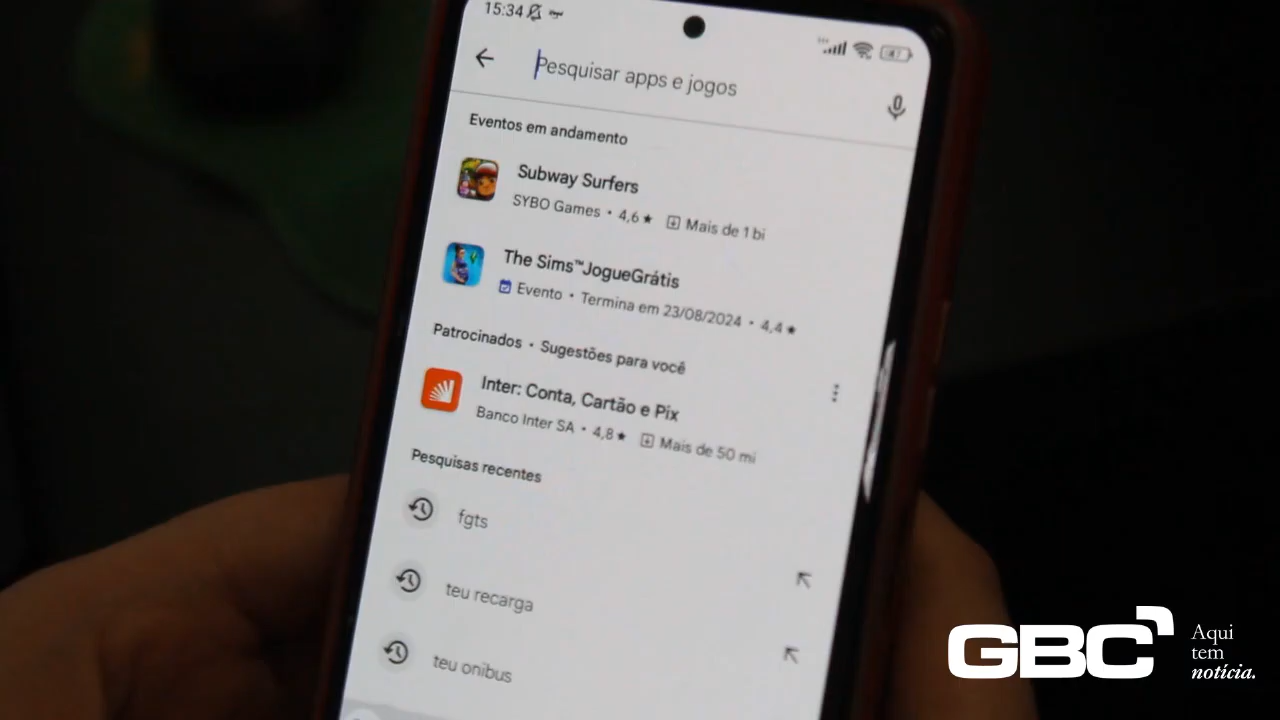 15:34
Pesquisar apps e jogos
Eventos em andamento
Subway Surfers
SYBO Games • 4,6★ Mais de 1 bi
The Sims™JogueGrátis
Evento • Termina em 23/08/2024 • 4,4★
Patrocinados • Sugestões para você
Inter: Conta, Cartão e Pix
Banco Inter SA • 4,8★ Mais de 50 mi
Pesquisas recentes
fgts
teu recarga
teu onibus
GBC
Aqui
tem
notícia.